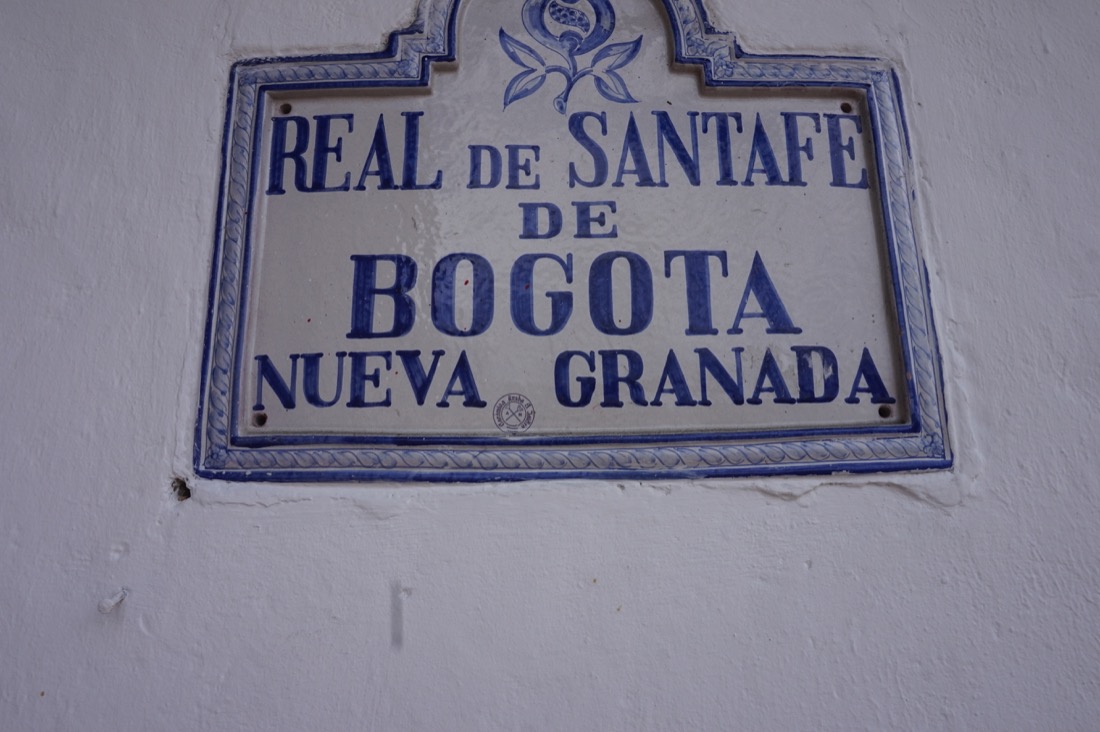 REAL DE SANTAFE
DE
BOGOTA
NUEVA GRANADA